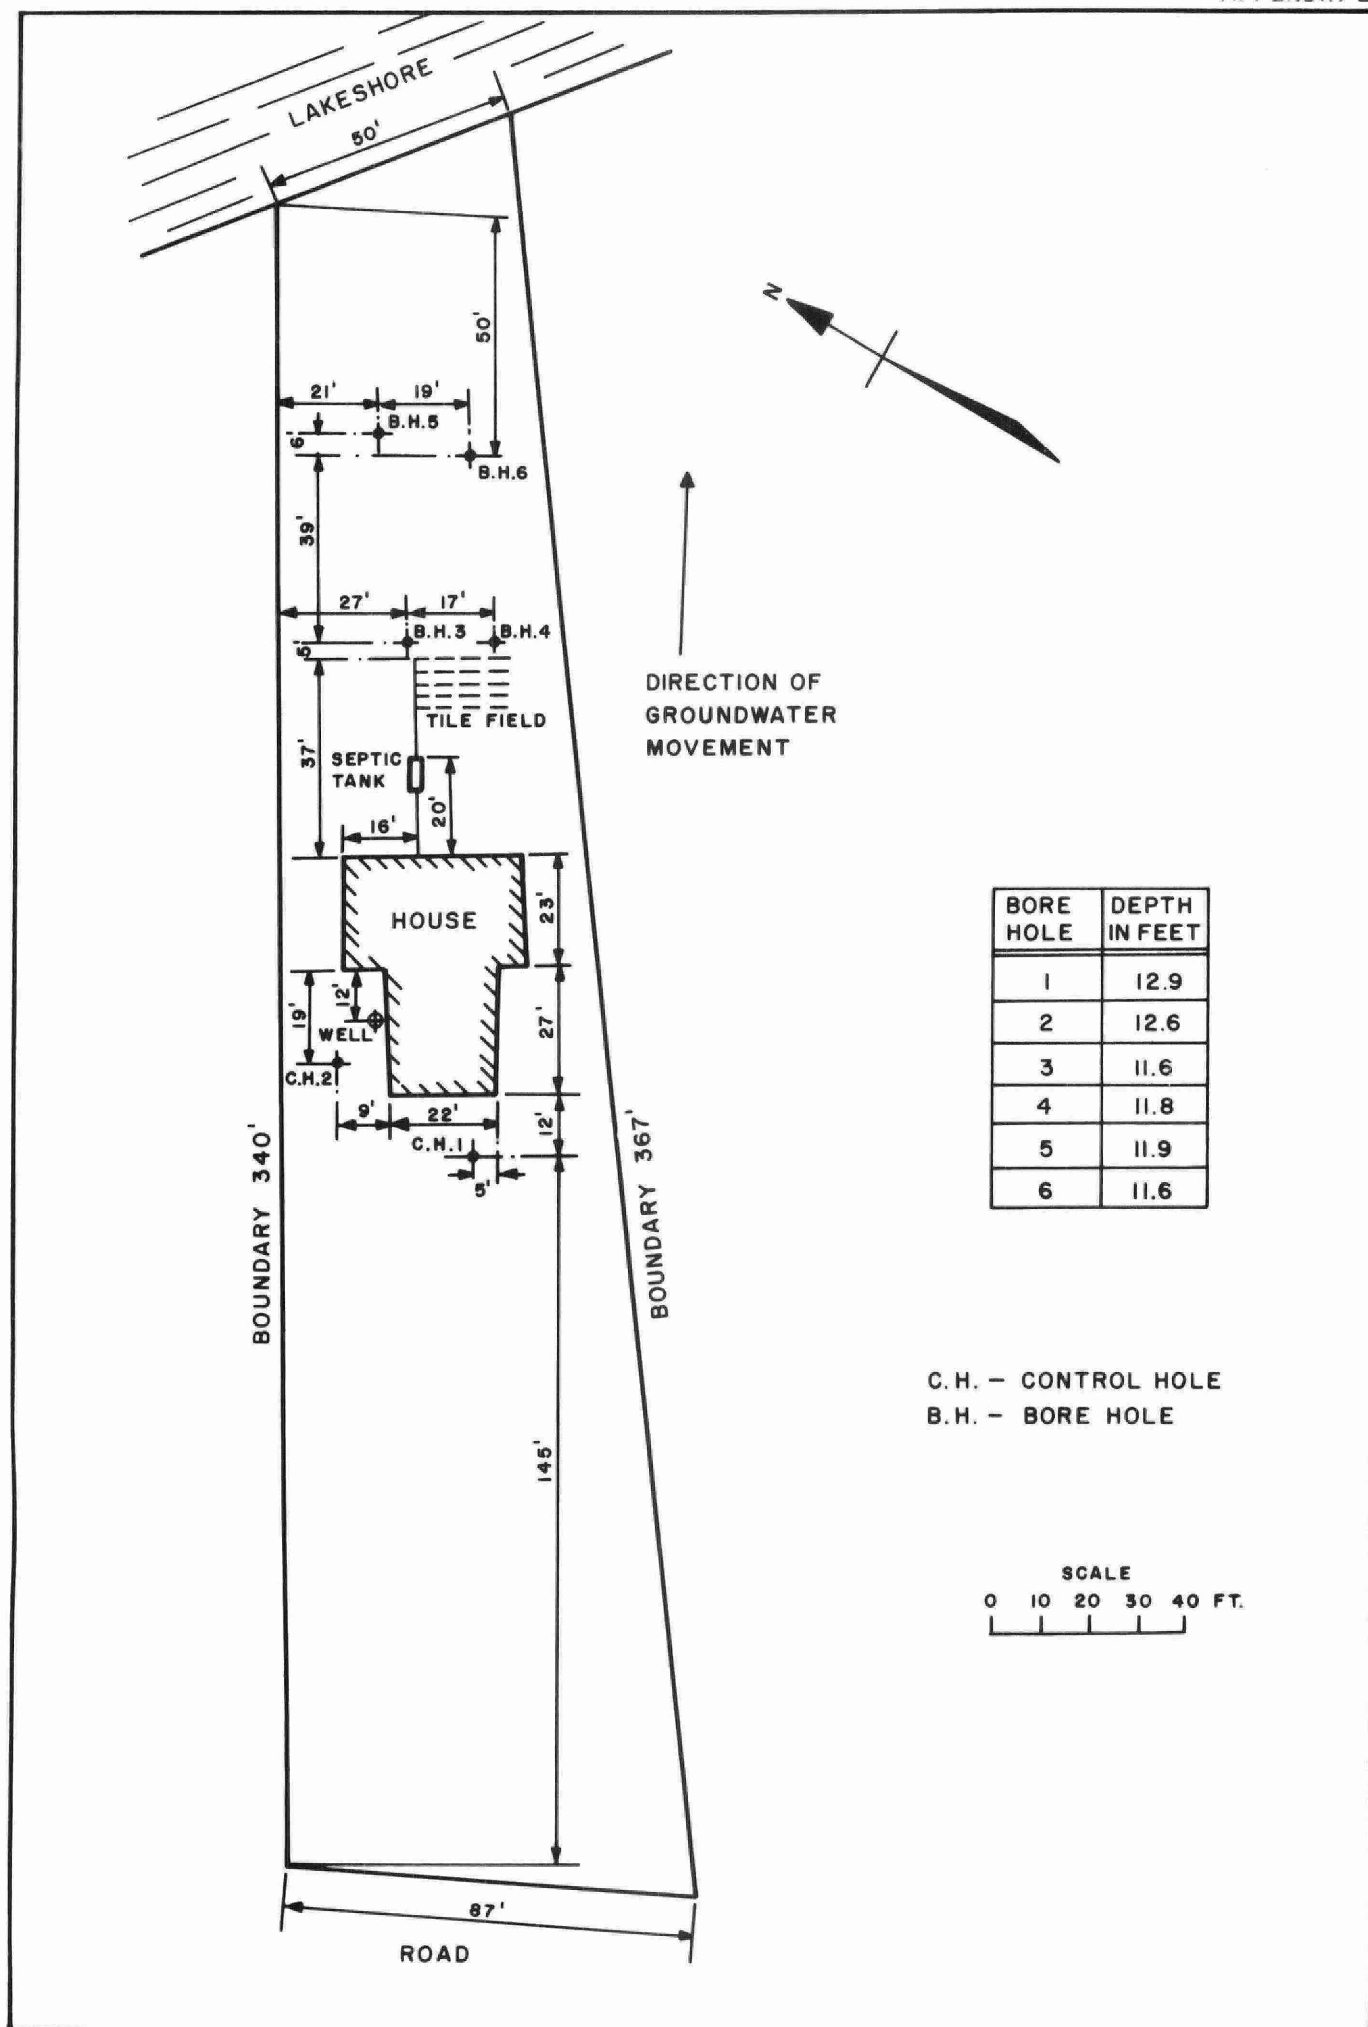 LAKESHORE
50'
50'
N
21'
19'
B.H.5
6'
B.H.6
39'
27'
17'
B.H.3
B.H.4
5'
DIRECTION OF
GROUNDWATER
MOVEMENT
TILE FIELD
37'
SEPTIC
TANK
20'
16'
HOUSE
23'
BORE HOLE DEPTH IN FEET
1 12.9
2 12.6
3 11.6
4 11.8
5 11.9
6 11.6
19'
12'
WELL
27'
C.H.2
9'
22'
12'
C.H.1
5'
BOUNDARY 340'
BOUNDARY 367'
C.H. - CONTROL HOLE
B.H. - BORE HOLE
145'
SCALE
0 10 20 30 40 FT.
87'
ROAD